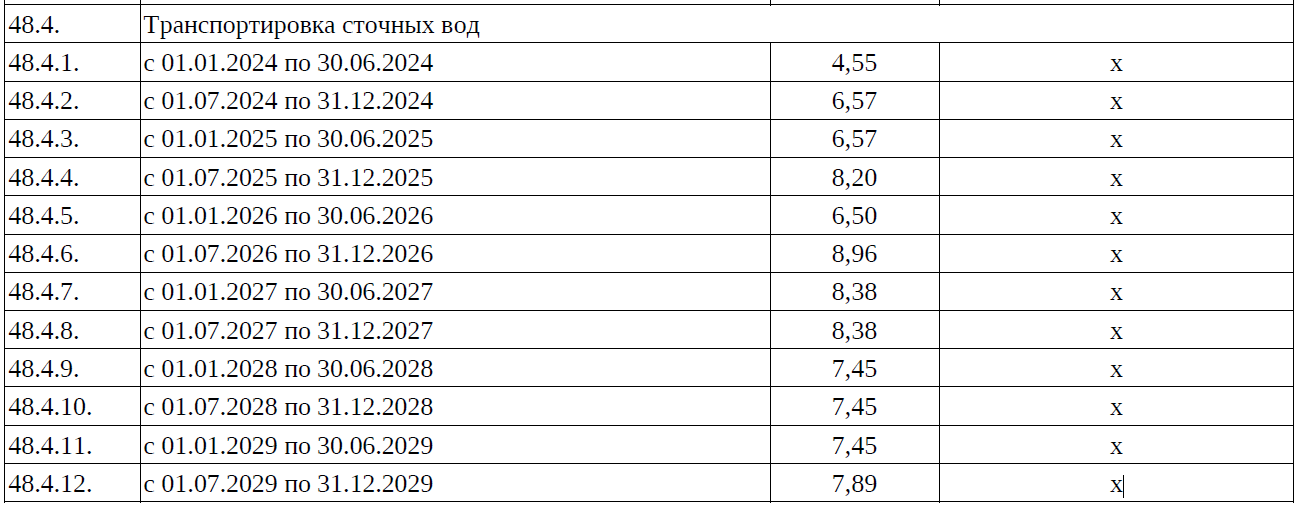 48.4. Транспортировка сточных вод
48.4.1. с 01.01.2024 по 30.06.2024 4,55 х
48.4.2. с 01.07.2024 по 31.12.2024 6,57 х
48.4.3. с 01.01.2025 по 30.06.2025 6,57 х
48.4.4. с 01.07.2025 по 31.12.2025 8,20 х
48.4.5. с 01.01.2026 по 30.06.2026 6,50 х
48.4.6. с 01.07.2026 по 31.12.2026 8,96 х
48.4.7. с 01.01.2027 по 30.06.2027 8,38 х
48.4.8. с 01.07.2027 по 31.12.2027 8,38 х
48.4.9. с 01.01.2028 по 30.06.2028 7,45 х
48.4.10. с 01.07.2028 по 31.12.2028 7,45 х
48.4.11. с 01.01.2029 по 30.06.2029 7,45 х
48.4.12. с 01.07.2029 по 31.12.2029 7,89 х